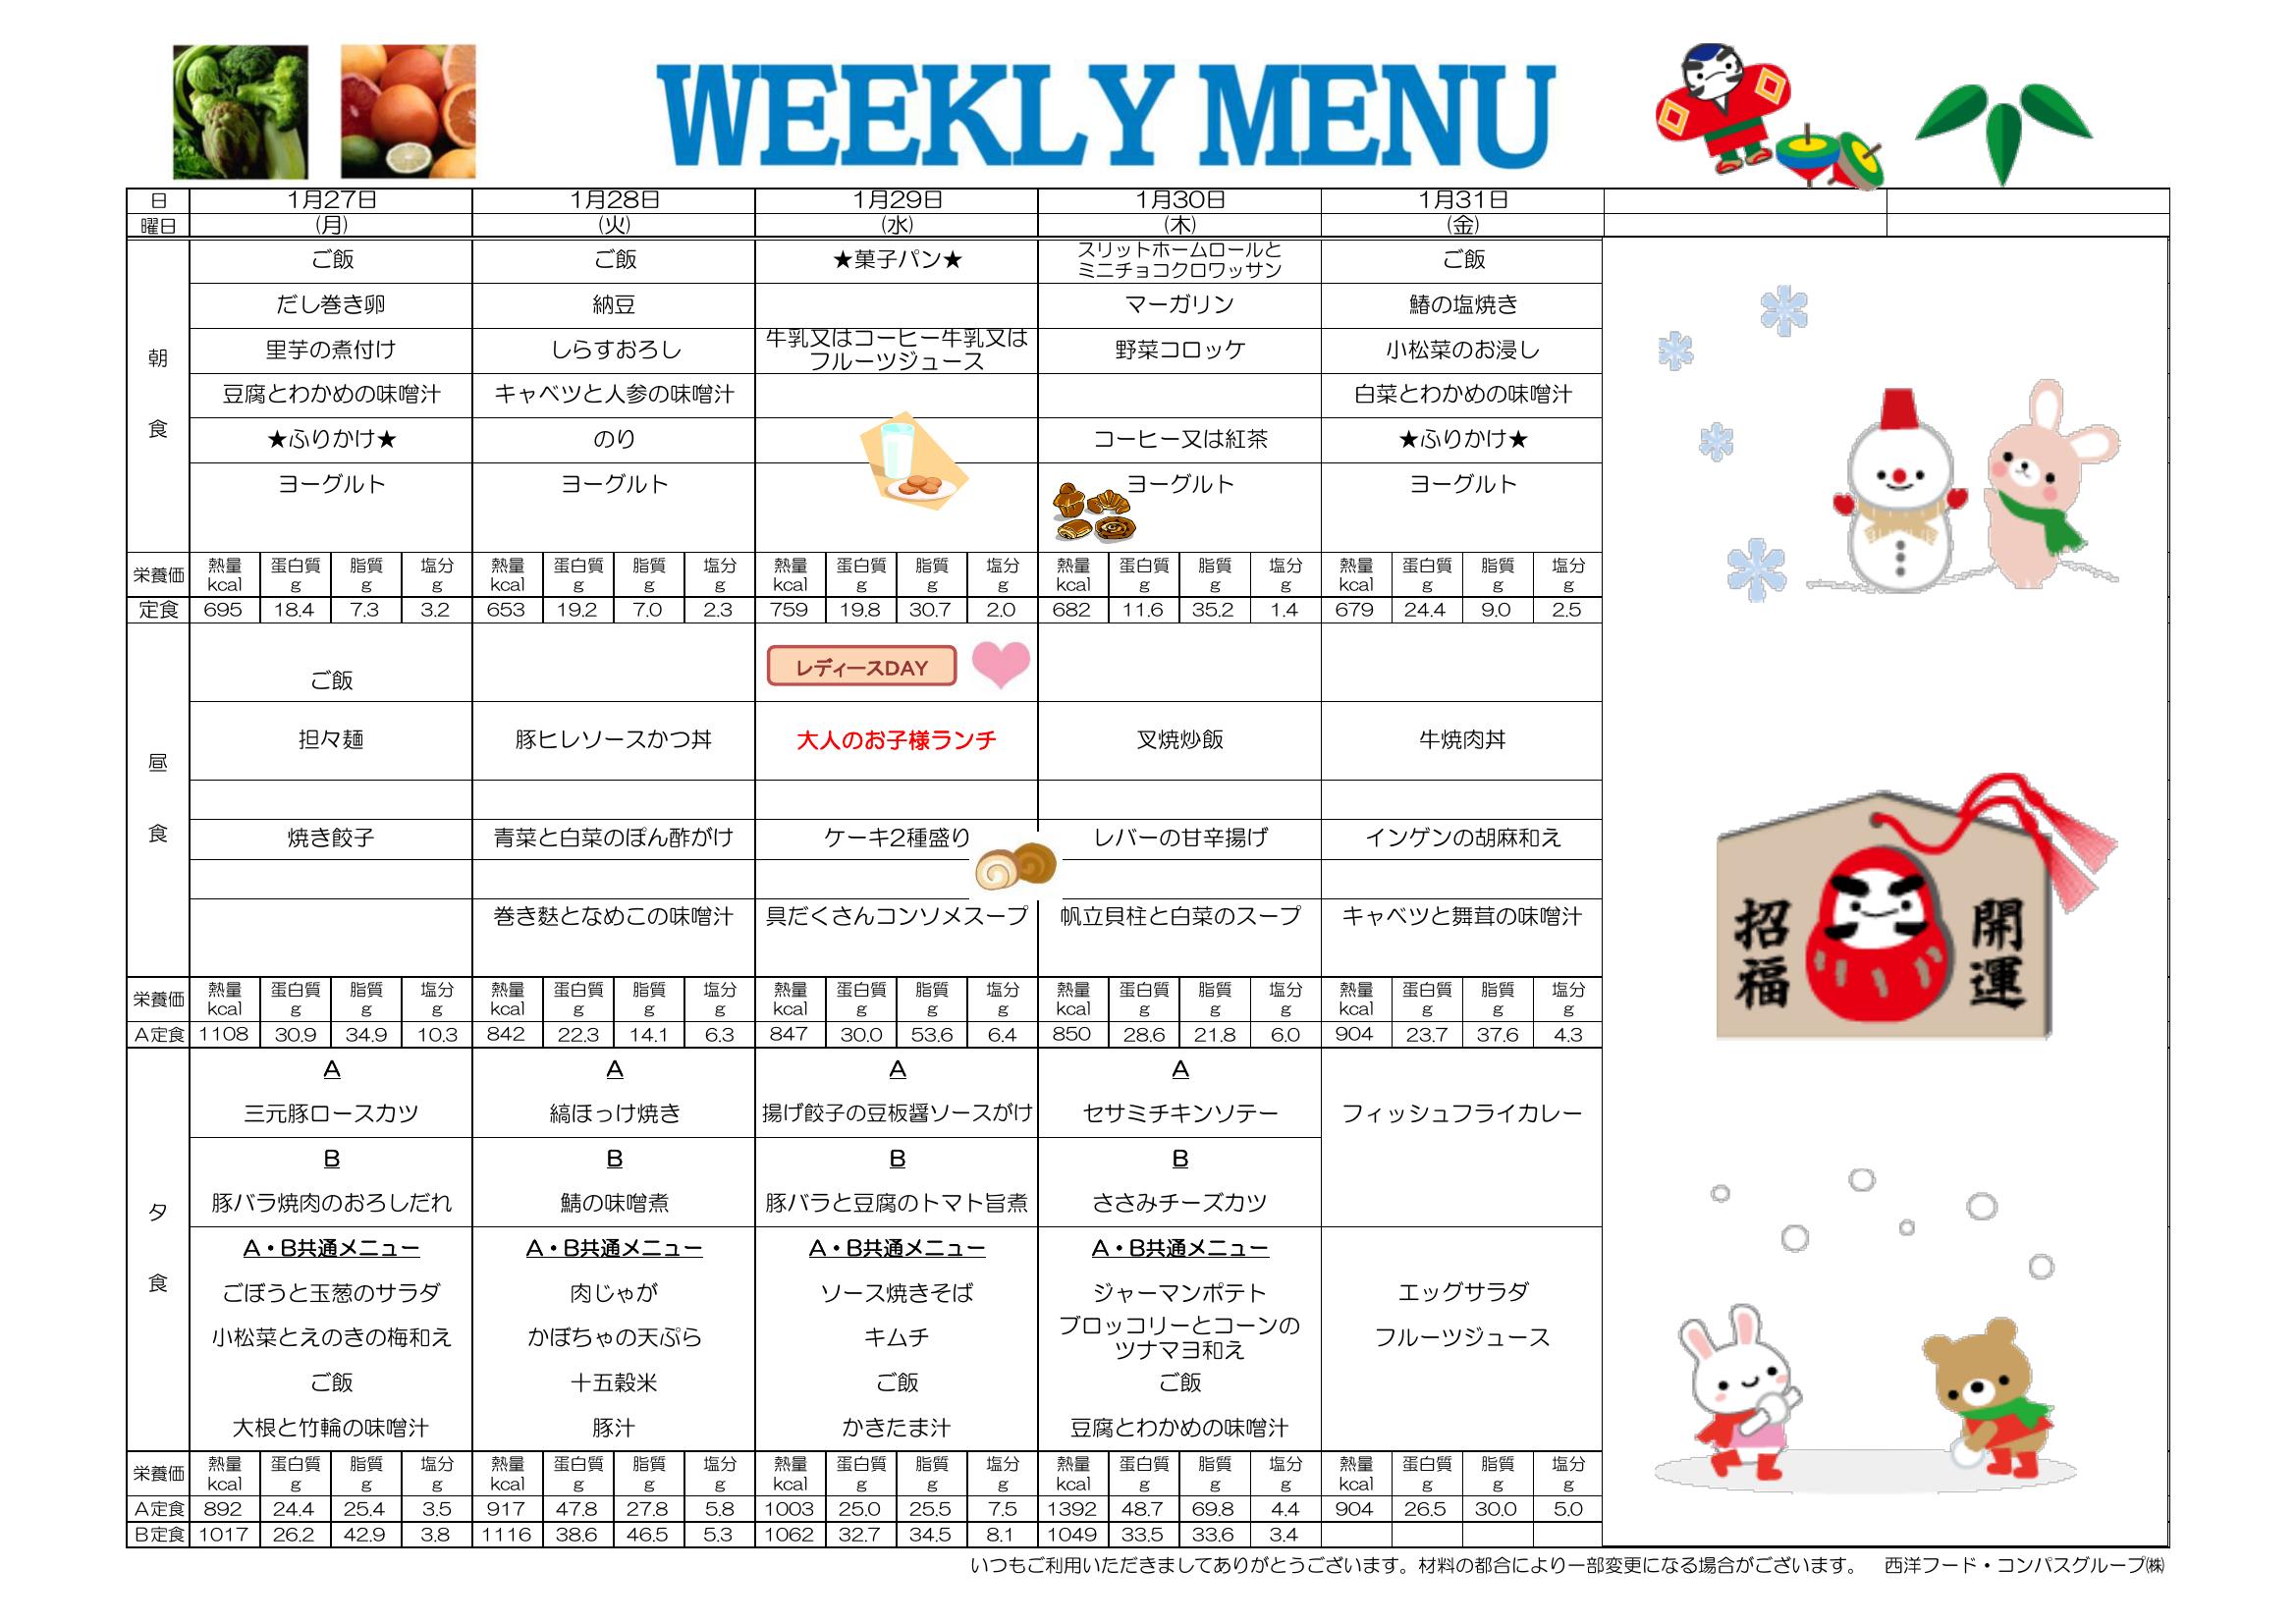 WEEKLY MENU
日 1月27日 1月28日 1月29日 1月30日 1月31日
曜日 (月) (火) (水) (木) (金)
朝食
ご飯 ご飯 ★菓子パン★ スリットホームロールと ご飯
ミニチョコクロワッサン
だし巻き卵 納豆 マーガリン 鰆の塩焼き
里芋の煮付け しらすおろし 牛乳又はコーヒー牛乳又は 野菜コロッケ 小松菜のお浸し
フルーツジュース
豆腐とわかめの味噌汁 キャベツと人参の味噌汁 白菜とわかめの味噌汁
★ふりかけ★ のり コーヒー又は紅茶 ★ふりかけ★
ヨーグルト ヨーグルト ヨーグルト ヨーグルト
栄養価 熱量 蛋白質 脂質 塩分 熱量 蛋白質 脂質 塩分 熱量 蛋白質 脂質 塩分 熱量 蛋白質 脂質 塩分 熱量 蛋白質 脂質 塩分
kcal g g g kcal g g g kcal g g g kcal g g g kcal g g g
定食 695 18.4 7.3 3.2 653 19.2 7.0 2.3 759 19.8 30.7 2.0 682 11.6 35.2 1.4 679 24.4 9.0 2.5
昼食
ご飯 レディースDAY
担々麺 豚ヒレソースかつ丼 大人のお子様ランチ 叉焼炒飯 牛焼肉丼
焼き餃子 青菜と白菜のぽん酢がけ ケーキ2種盛り レバーの甘辛揚げ インゲンの胡麻和え
巻き麩となめこの味噌汁 具だくさんコンソメスープ 帆立貝柱と白菜のスープ キャベツと舞茸の味噌汁
栄養価 熱量 蛋白質 脂質 塩分 熱量 蛋白質 脂質 塩分 熱量 蛋白質 脂質 塩分 熱量 蛋白質 脂質 塩分 熱量 蛋白質 脂質 塩分
kcal g g g kcal g g g kcal g g g kcal g g g kcal g g g
A定食 1108 30.9 34.9 10.3 842 22.3 14.1 6.3 847 30.0 53.6 6.4 850 28.6 21.8 6.0 904 23.7 37.6 4.3
夕食
A A A A
三元豚ロースカツ 縞ほっけ焼き 揚げ餃子の豆板醤ソースがけ セサミチキンソテー フィッシュフライカレー
B B B B
豚バラ焼肉のおろしだれ 鯖の味噌煮 豚バラと豆腐のトマト旨煮 ささみチーズカツ
A・B共通メニュー A・B共通メニュー A・B共通メニュー A・B共通メニュー
ごぼうと玉葱のサラダ 肉じゃが ソース焼きそば ジャーマンポテト エッグサラダ
小松菜とえのきの梅和え かぼちゃの天ぷら キムチ ブロッコリーとコーンの フルーツジュース
ツナマヨ和え
ご飯 十五穀米 ご飯 ご飯
大根と竹輪の味噌汁 豚汁 かきたま汁 豆腐とわかめの味噌汁
栄養価 熱量 蛋白質 脂質 塩分 熱量 蛋白質 脂質 塩分 熱量 蛋白質 脂質 塩分 熱量 蛋白質 脂質 塩分 熱量 蛋白質 脂質 塩分
kcal g g g kcal g g g kcal g g g kcal g g g kcal g g g
A定食 892 24.4 25.4 3.5 917 47.8 27.8 5.8 1003 25.0 25.5 7.5 1392 48.7 69.8 4.4 904 26.5 30.0 5.0
B定食 1017 26.2 42.9 3.8 1116 38.6 46.5 5.3 1062 32.7 34.5 8.1 1049 33.5 33.6 3.4
開運
招福
いつもご利用いただきましてありがとうございます。材料の都合により一部変更になる場合がございます。 西洋フード・コンパスグループ㈱